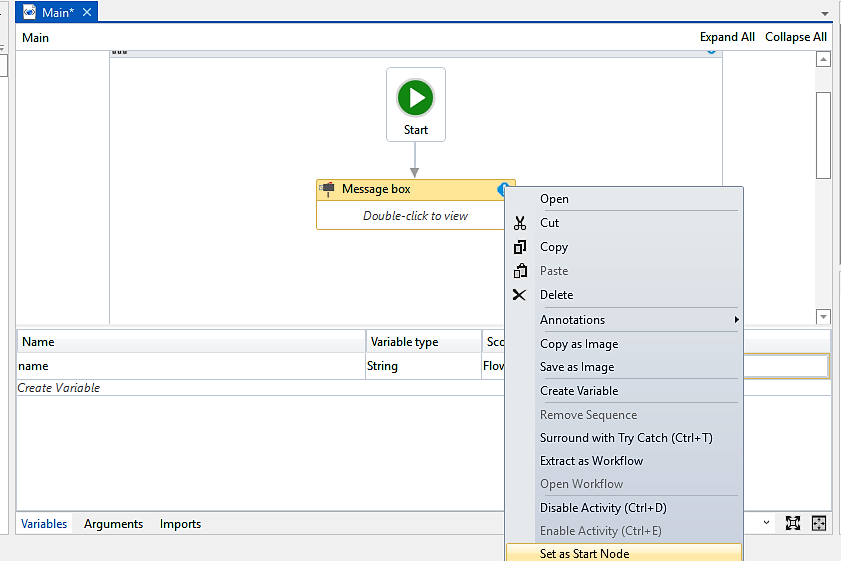 Main*
Main Expand All Collapse All
Start
Message box
Double-click to view
Open
Cut
Copy
Paste
Delete
Annotations
Copy as Image
Save as Image
Create Variable
Remove Sequence
Surround with Try Catch (Ctrl+T)
Extract as Workflow
Open Workflow
Disable Activity (Ctrl+D)
Enable Activity (Ctrl+E)
Set as Start Node
Name Variable type Sco
name String Flow
Create Variable
Variables Arguments Imports